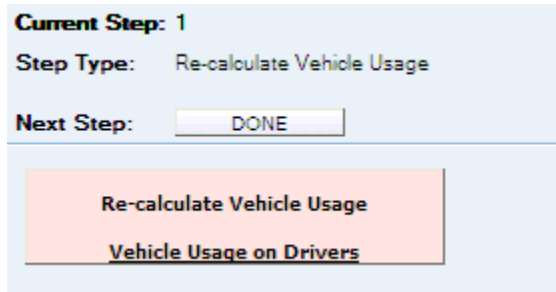 Current Step: 1
Step Type: Re-calculate Vehicle Usage
Next Step: DONE
Re-calculate Vehicle Usage
Vehicle Usage on Drivers